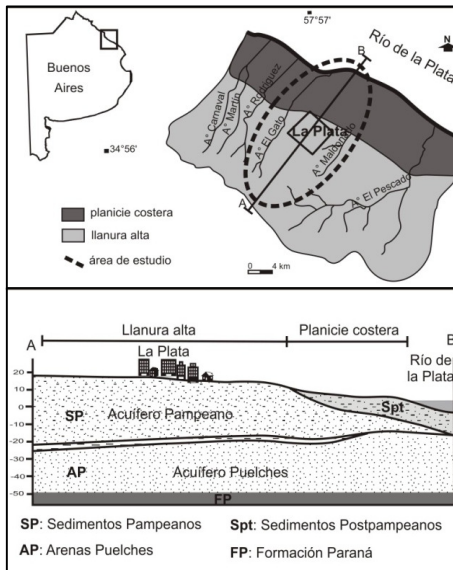 57°57"
Buenos
Aires
34°56'
N
Río de la Plata
B
A° Carnaval
A° Martín
A° Rodríguez
A° El Gato
La Plata
A° Maldonado
A° El Pescado
A
planicie costera
llanura alta
área de estudio
0 4 km
A Llanura alta Planicie costera B
La Plata
Río de
la Plata
20
10
0
-10
-20
-30
-40
-50
SP Acuífero Pampeano Spt
AP Acuífero Puelches
FP
SP: Sedimentos Pampeanos Spt: Sedimentos Postpampeanos
AP: Arenas Puelches FP: Formación Paraná